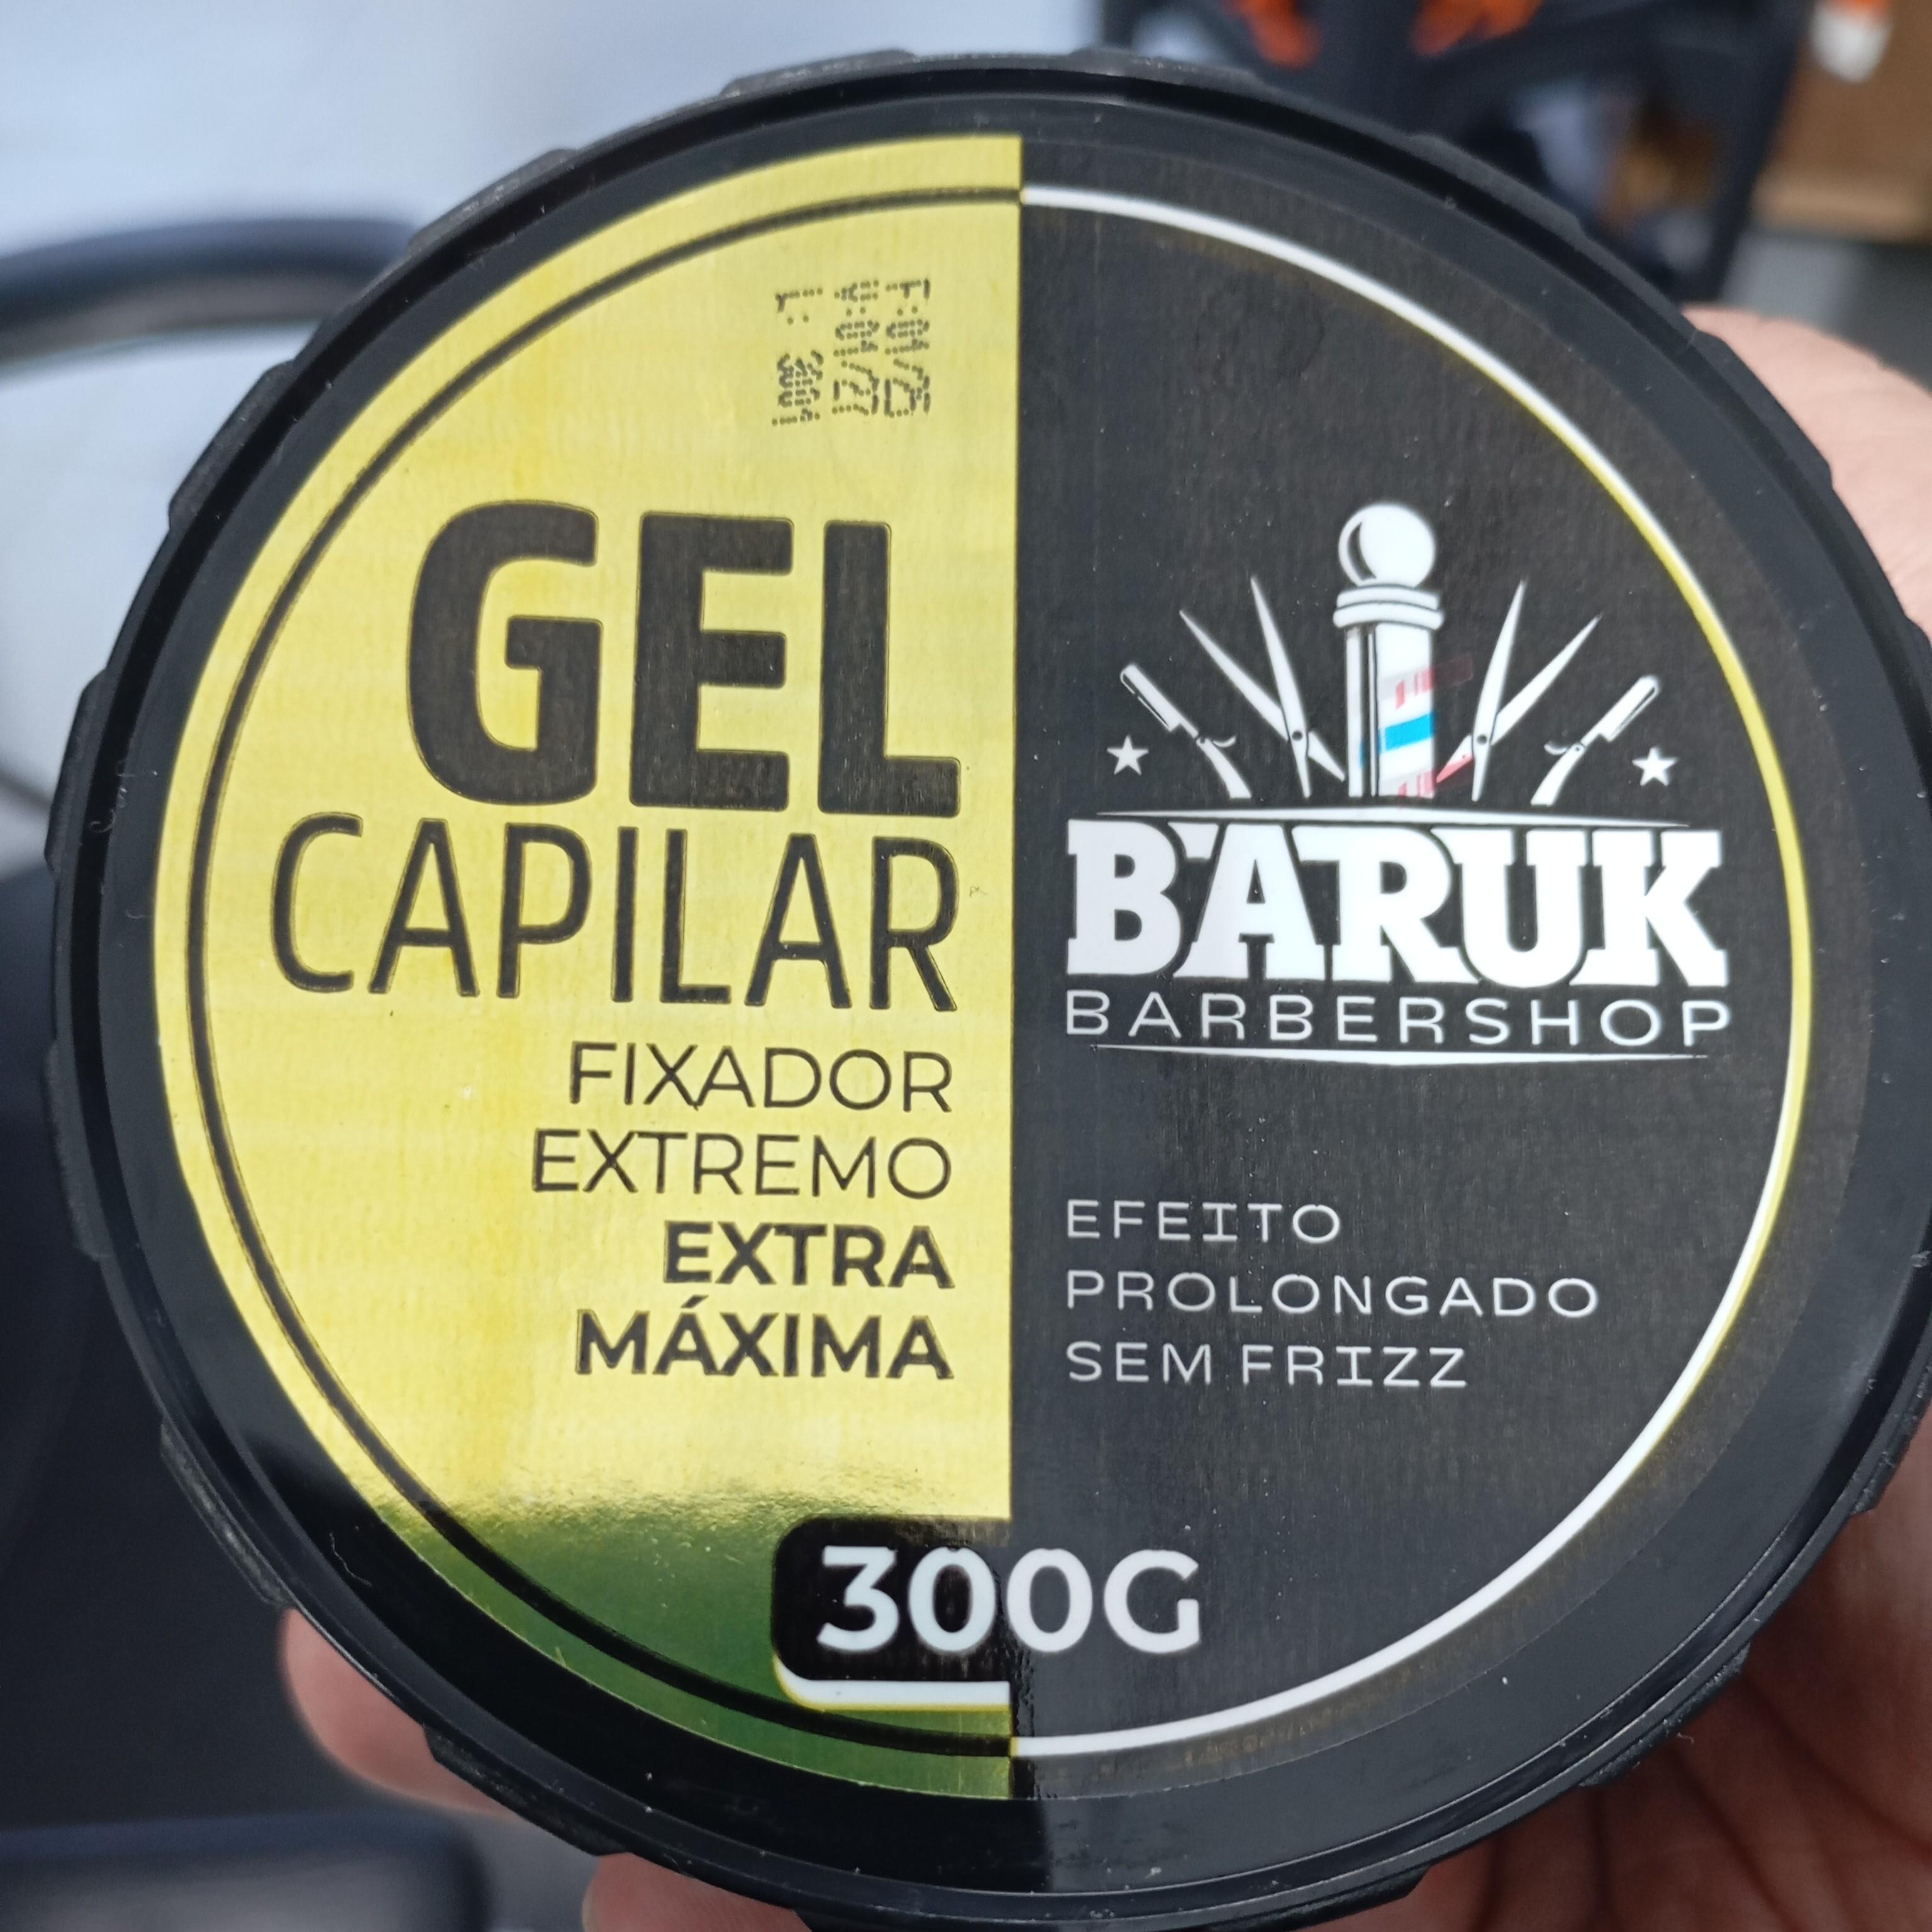 GEL
CAPILAR
FIXADOR
EXTREMO
EXTRA
MÁXIMA
BARUK
BARBERSHOP
EFEITO
PROLONGADO
SEM FRIZZ
300G